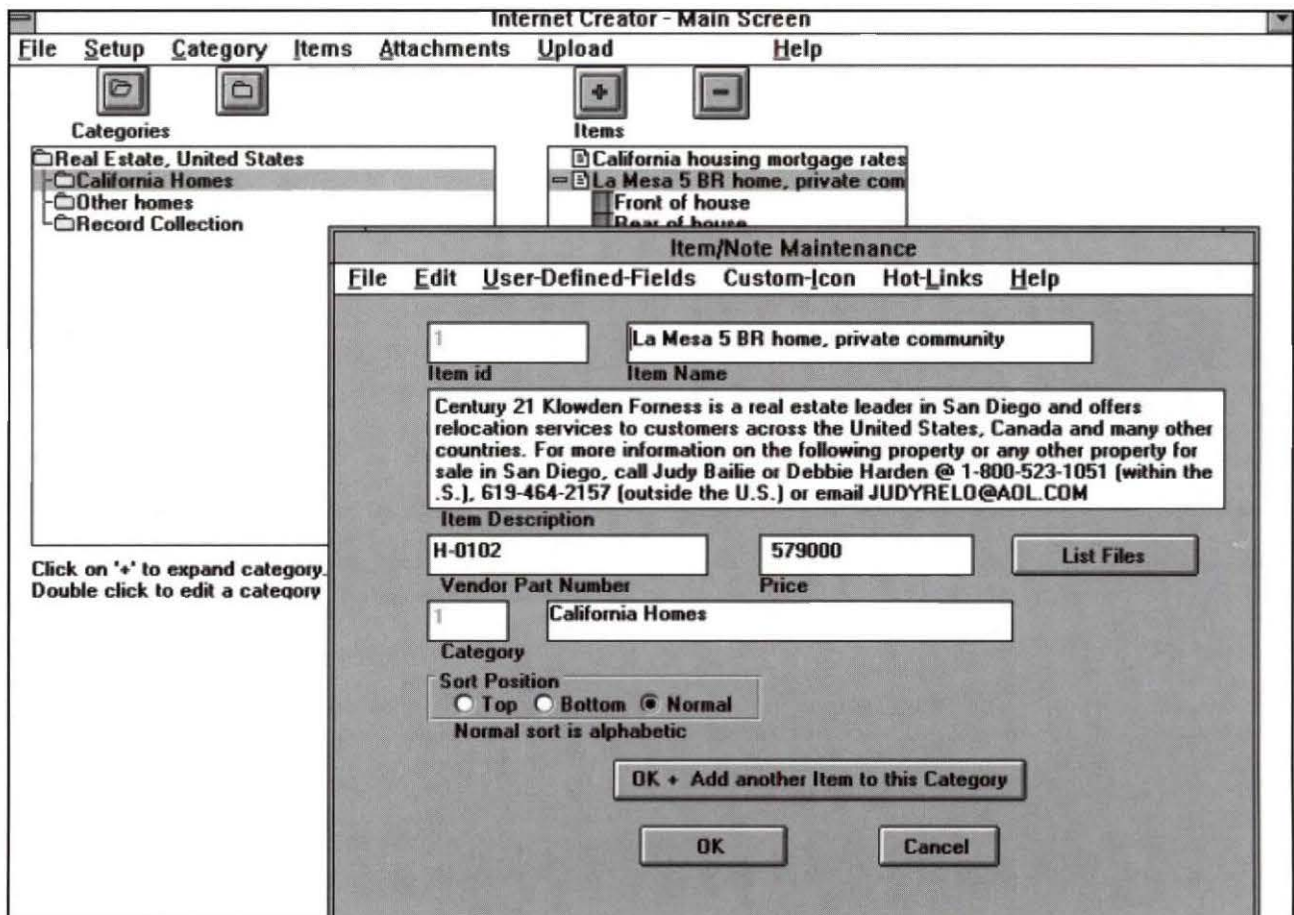 Internet Creator - Main Screen
File Setup Category Items Attachments Upload Help
Categories
Items
Real Estate, United States
California Homes
Other homes
Record Collection
California housing mortgage rates
La Mesa 5 BR home, private com
Front of house
Rear of house
Click on '+' to expand category.
Double click to edit a category
Item/Note Maintenance
File Edit User-Defined-Fields Custom-Icon Hot-Links Help
1
La Mesa 5 BR home, private community
Item id
Item Name
Century 21 Klowden Forness is a real estate leader in San Diego and offers
relocation services to customers across the United States, Canada and many other
countries. For more information on the following property or any other property for
sale in San Diego, call Judy Bailie or Debbie Harden @ 1-800-523-1051 (within the
.S.), 619-464-2157 (outside the U.S.) or email JUDYRELO@AOL.COM
Item Description
H-0102
579000
List Files
Vendor Part Number
Price
1
California Homes
Category
Sort Position
Top Bottom Normal
Normal sort is alphabetic
OK + Add another Item to this Category
OK
Cancel